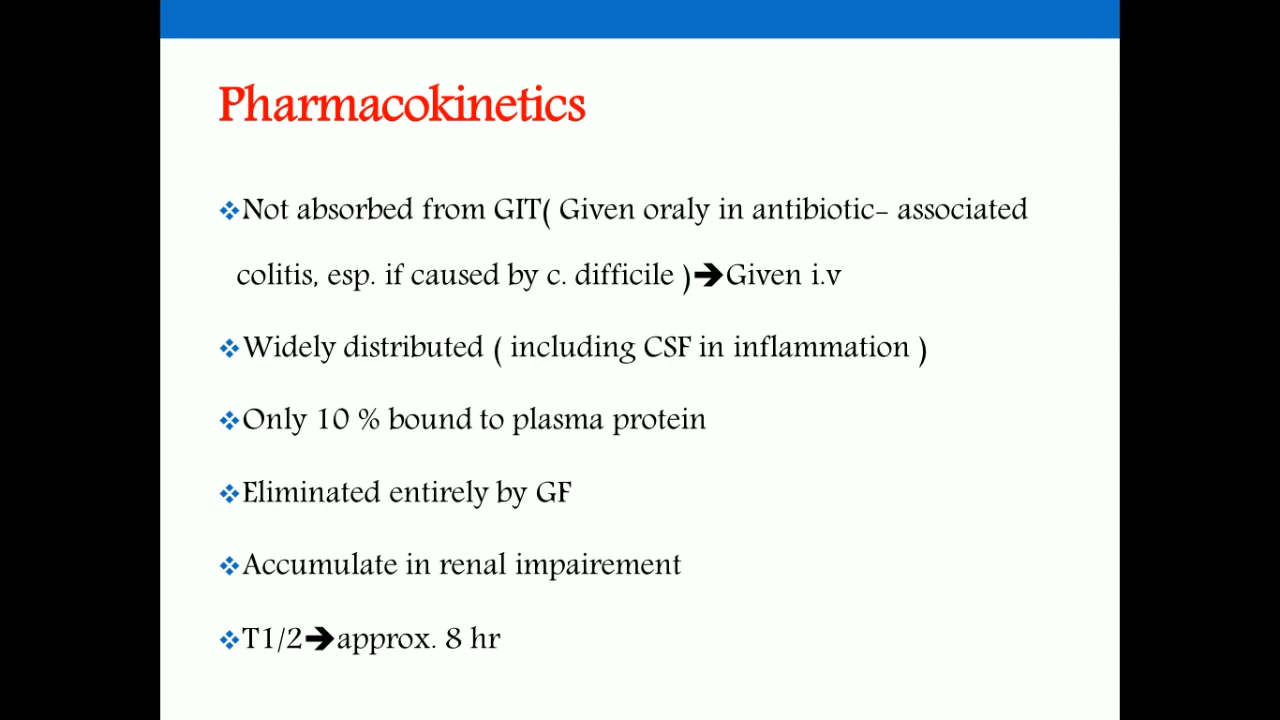 Pharmacokinetics
❖Not absorbed from GIT( Given oraly in antibiotic- associated
colitis, esp. if caused by c. difficile )➔Given i.v
❖Widely distributed ( including CSF in inflammation )
❖Only 10 % bound to plasma protein
❖Eliminated entirely by GF
❖Accumulate in renal impairement
❖T1/2➔approx. 8 hr